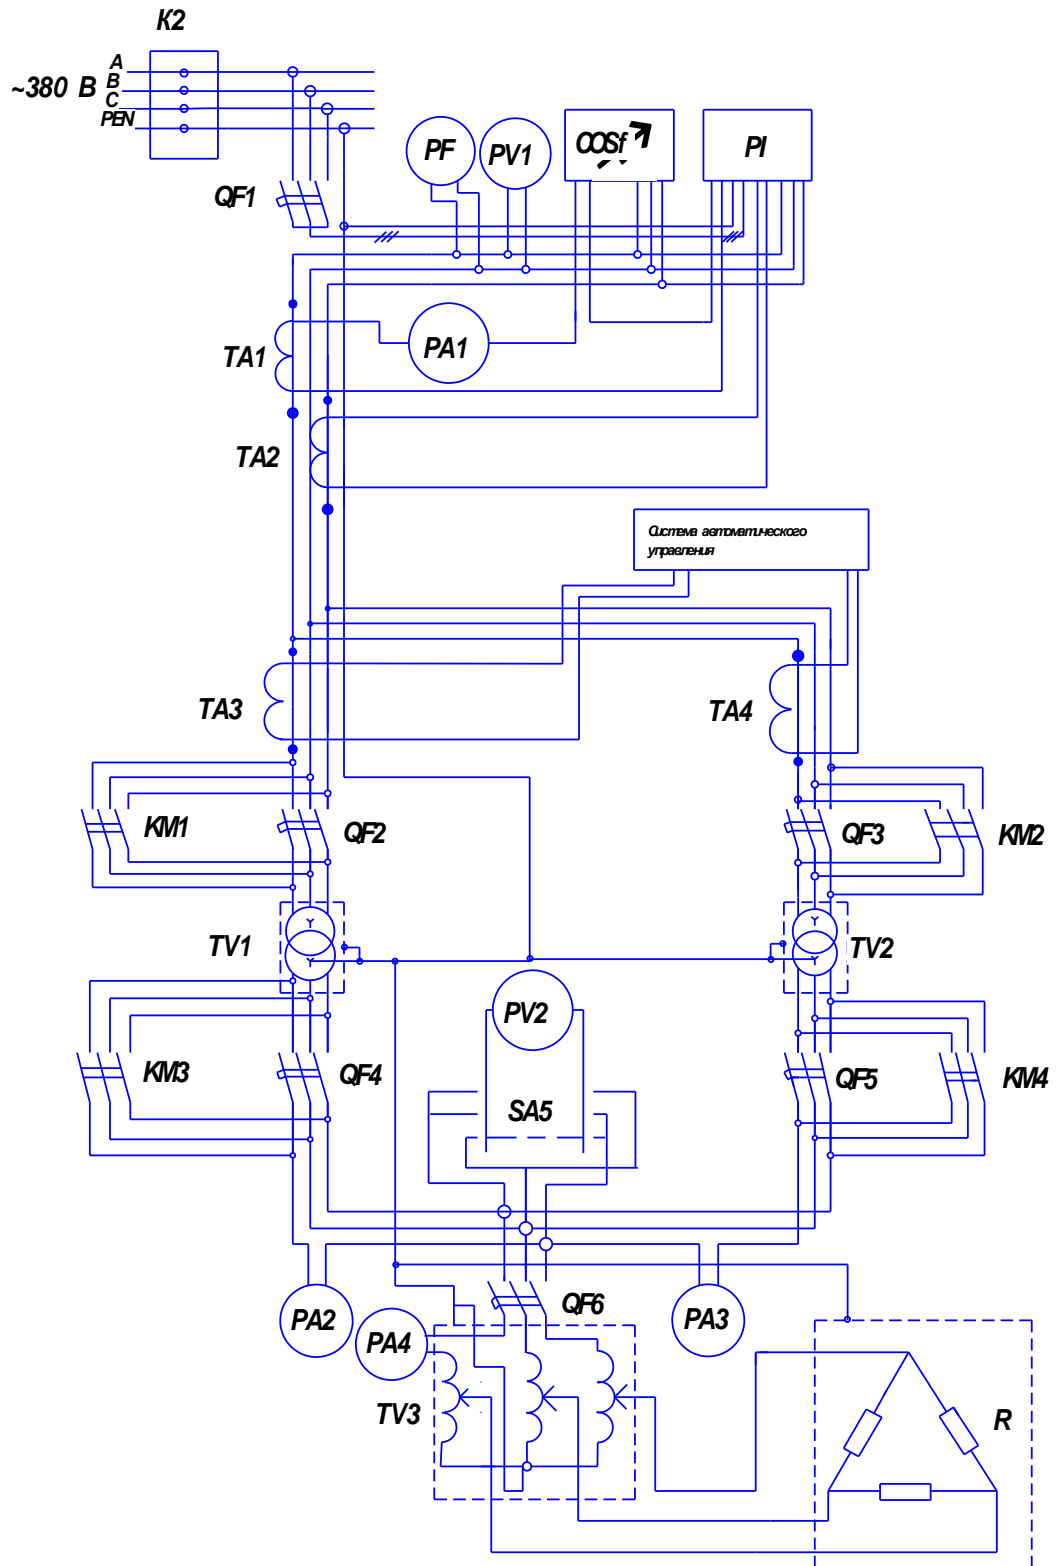 К2
A
~380 В
B
C
PEN
PF
PV1
COSf
PI
QF1
PA1
TA1
TA2
Система автоматического
управления
TA3
TA4
KM1
QF2
QF3
KM2
TV1
TV2
PV2
KM3
QF4
QF5
KM4
SA5
QF6
PA2
PA3
PA4
TV3
R
Y
Y
Y
Y